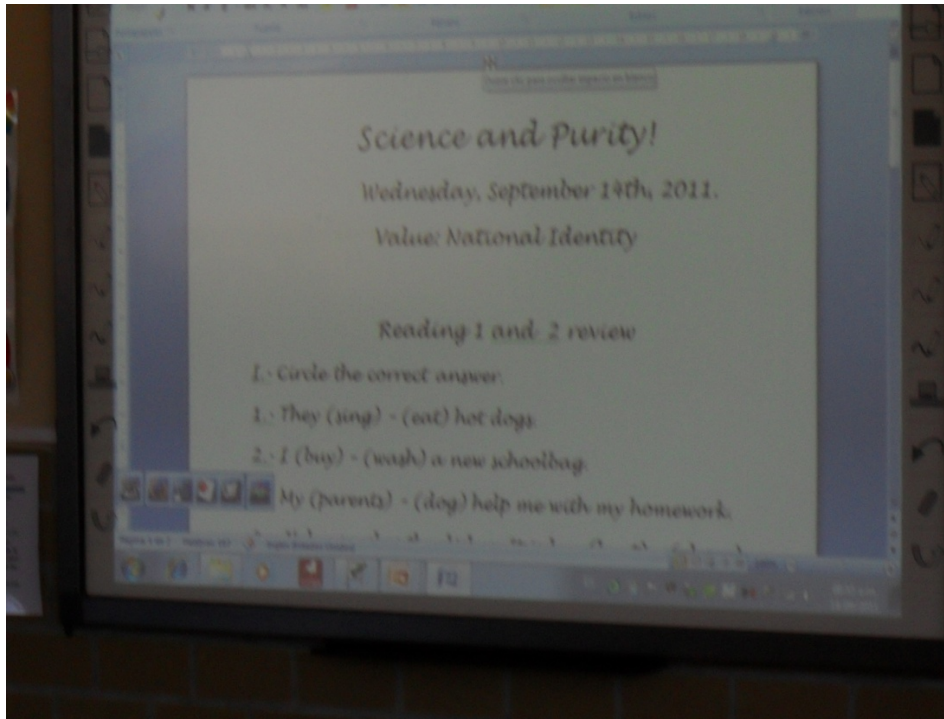 Science and Purity!
Wednesday, September 14th, 2011.
Value: National Identity
Reading 1 and 2 review
I.- Circle the correct answer.
1.- They (sing) - (eat) hot dogs.
2.- I (buy) - (wash) a new schoolbag.
My (parents) - (dog) help me with my homework.